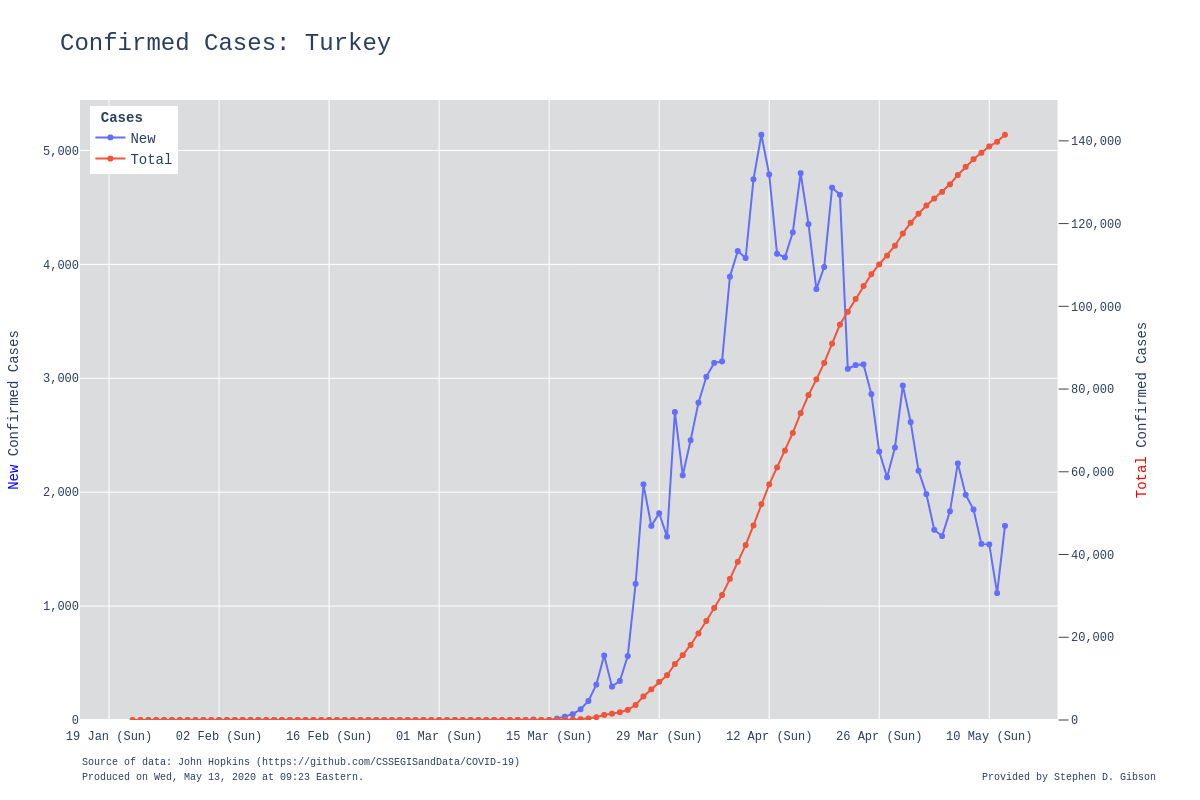 Confirmed Cases: Turkey
Cases
New
Total
5,000
4,000
3,000
2,000
1,000
0
140,000
120,000
100,000
80,000
60,000
40,000
20,000
0
New Confirmed Cases
Total Confirmed Cases
19 Jan (Sun) 02 Feb (Sun) 16 Feb (Sun) 01 Mar (Sun) 15 Mar (Sun) 29 Mar (Sun) 12 Apr (Sun) 26 Apr (Sun) 10 May (Sun)
Source of data: John Hopkins (https://github.com/CSSEGISandData/COVID-19)
Produced on Wed, May 13, 2020 at 09:23 Eastern.
Provided by Stephen D. Gibson